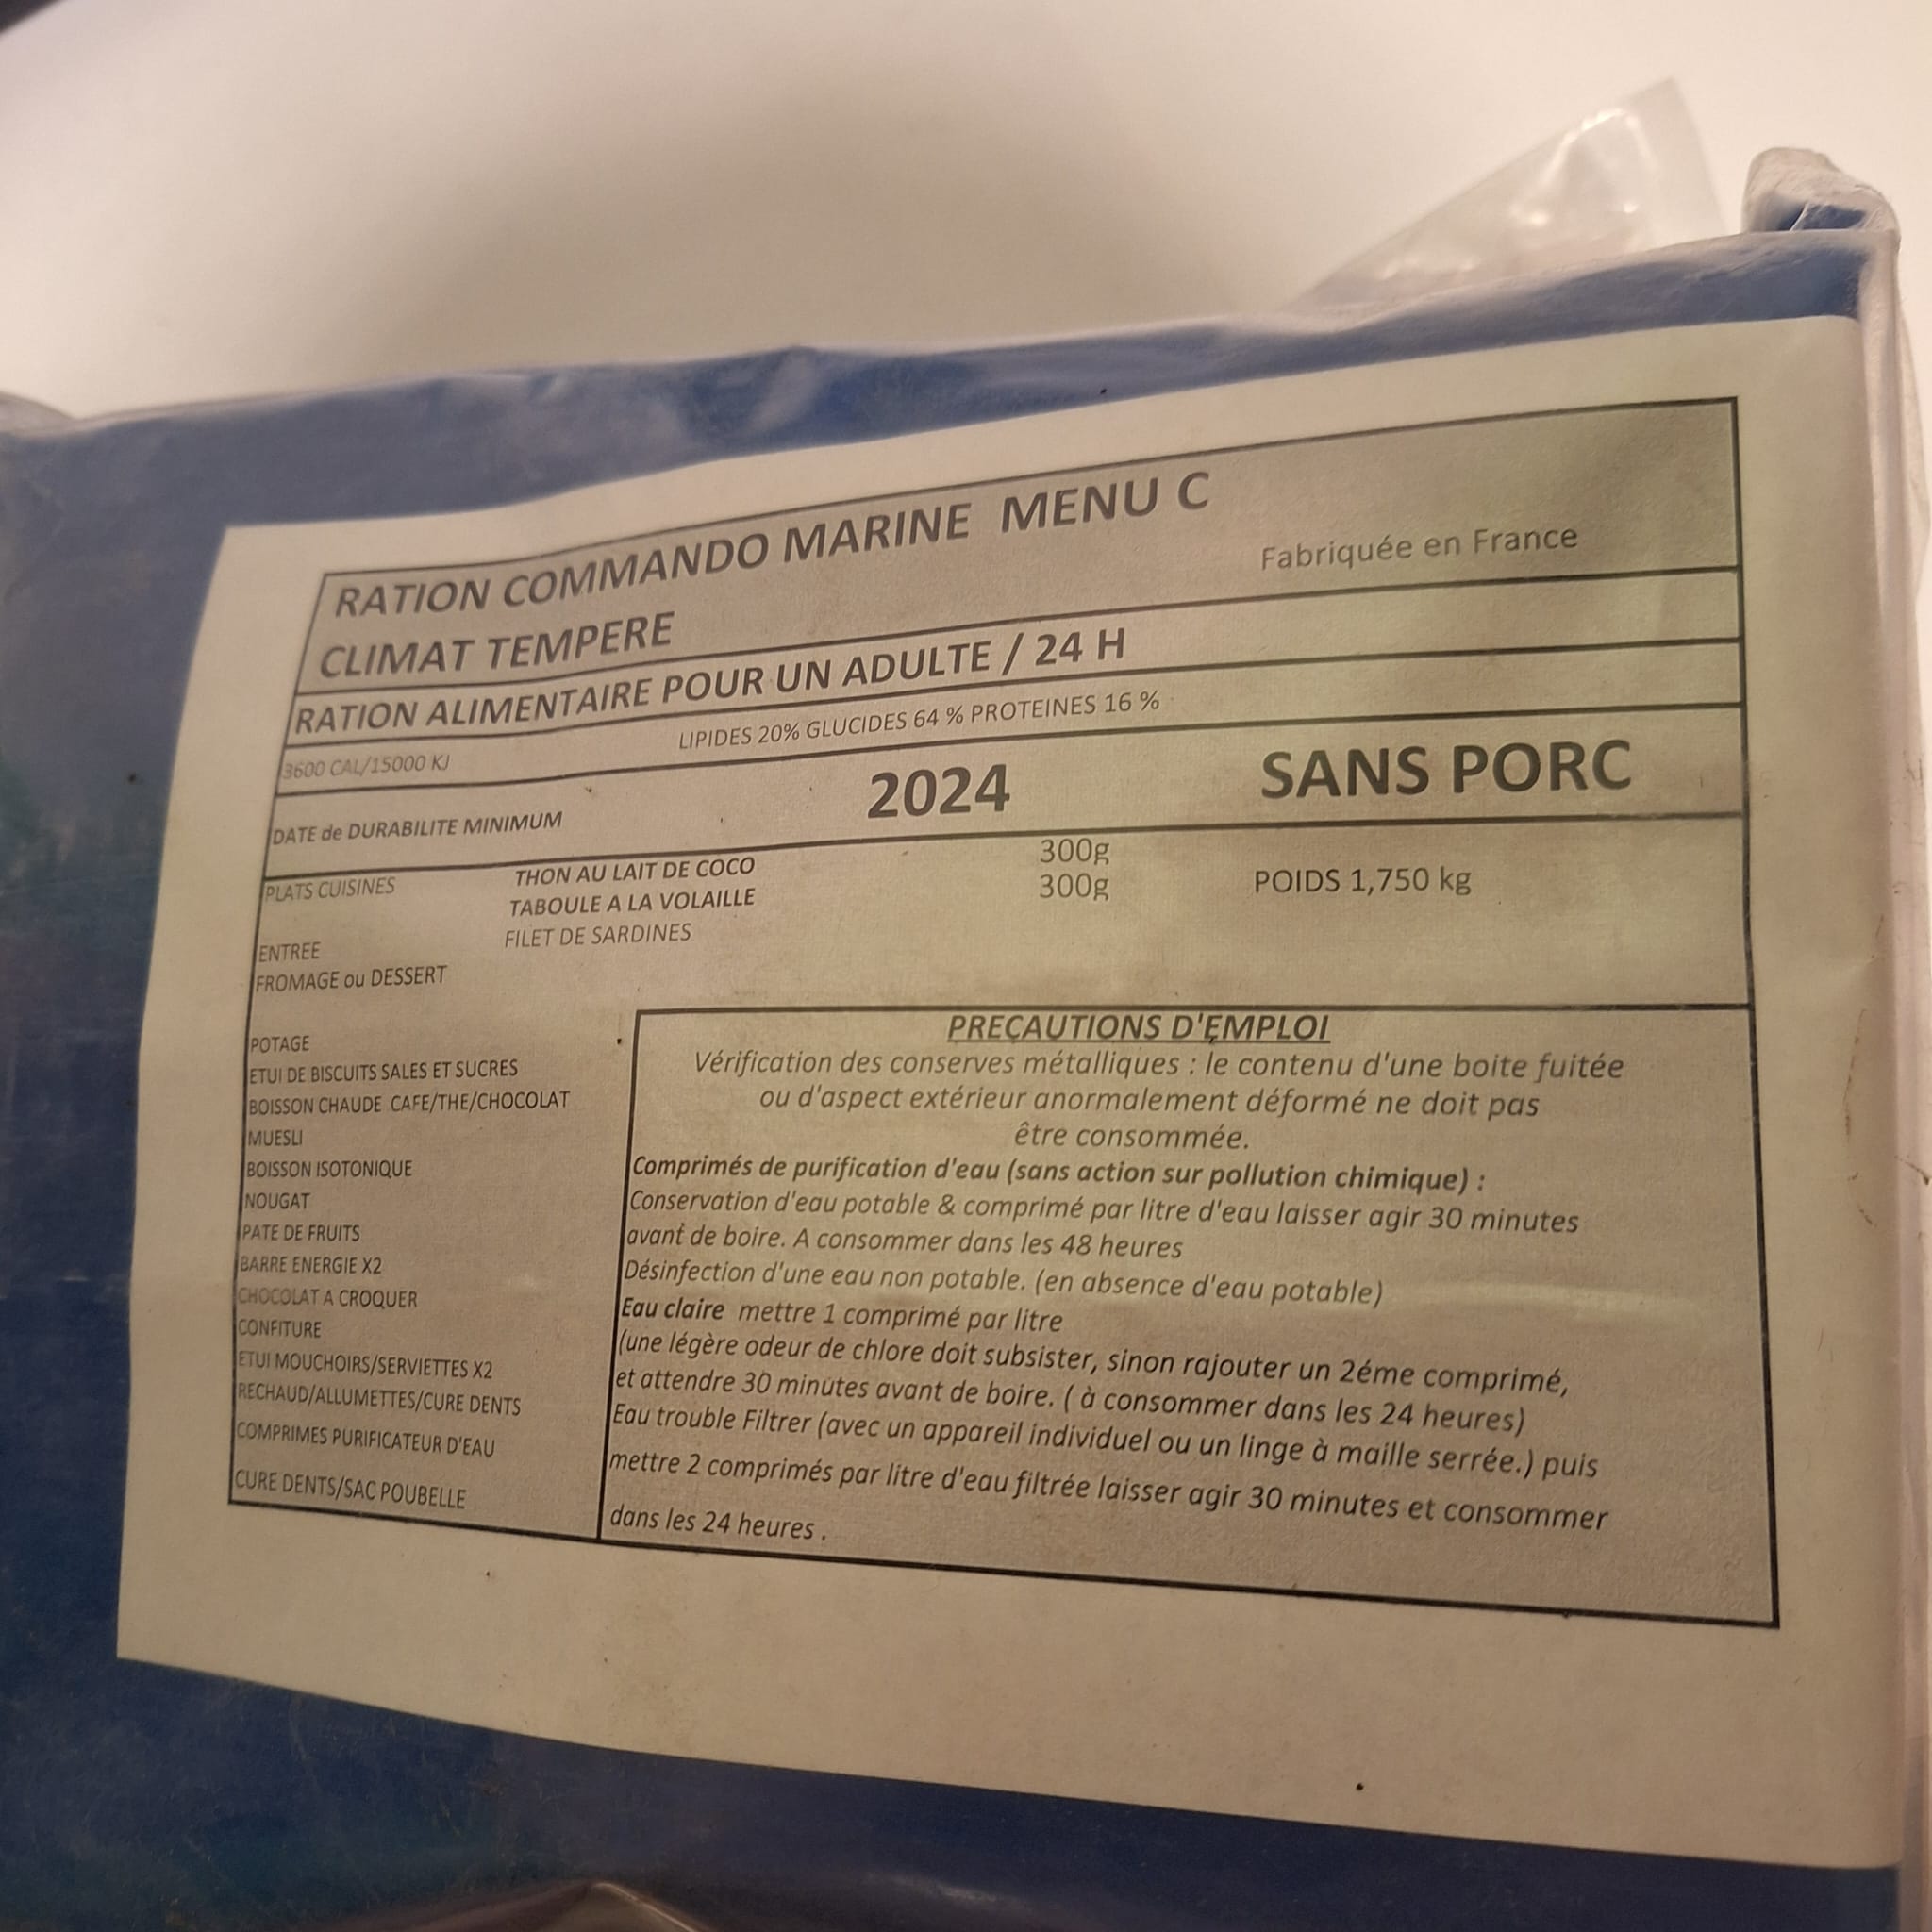 RATION COMMANDO MARINE MENU C
Fabriquée en France
CLIMAT TEMPERE
RATION ALIMENTAIRE POUR UN ADULTE / 24 H
3600 CAL/15000 KJ LIPIDES 20% GLUCIDES 64 % PROTEINES 16 %
DATE de DURABILITE MINIMUM 2024 SANS PORC
PLATS CUISINES THON AU LAIT DE COCO 300g
TABOULE A LA VOLAILLE 300g POIDS 1,750 kg
ENTREE FILET DE SARDINES
FROMAGE ou DESSERT
POTAGE
ETUI DE BISCUITS SALES ET SUCRES
BOISSON CHAUDE CAFE/THE/CHOCOLAT
MUESLI
BOISSON ISOTONIQUE
NOUGAT
PATE DE FRUITS
BARRE ENERGIE X2
CHOCOLAT A CROQUER
CONFITURE
ETUI MOUCHOIRS/SERVIETTES X2
RECHAUD/ALLUMETTES/CURE DENTS
COMPRIMES PURIFICATEUR D'EAU
CURE DENTS/SAC POUBELLE
PRECAUTIONS D'EMPLOI
Vérification des conserves métalliques : le contenu d'une boite fuitée
ou d'aspect extérieur anormalement déformé ne doit pas
être consommée.
Comprimés de purification d'eau (sans action sur pollution chimique) :
Conservation d'eau potable & comprimé par litre d'eau laisser agir 30 minutes
avant de boire. A consommer dans les 48 heures
Désinfection d'une eau non potable. (en absence d'eau potable)
Eau claire mettre 1 comprimé par litre
(une légère odeur de chlore doit subsister, sinon rajouter un 2éme comprimé,
et attendre 30 minutes avant de boire. ( à consommer dans les 24 heures)
Eau trouble Filtrer (avec un appareil individuel ou un linge à maille serrée.) puis
mettre 2 comprimés par litre d'eau filtrée laisser agir 30 minutes et consommer
dans les 24 heures .